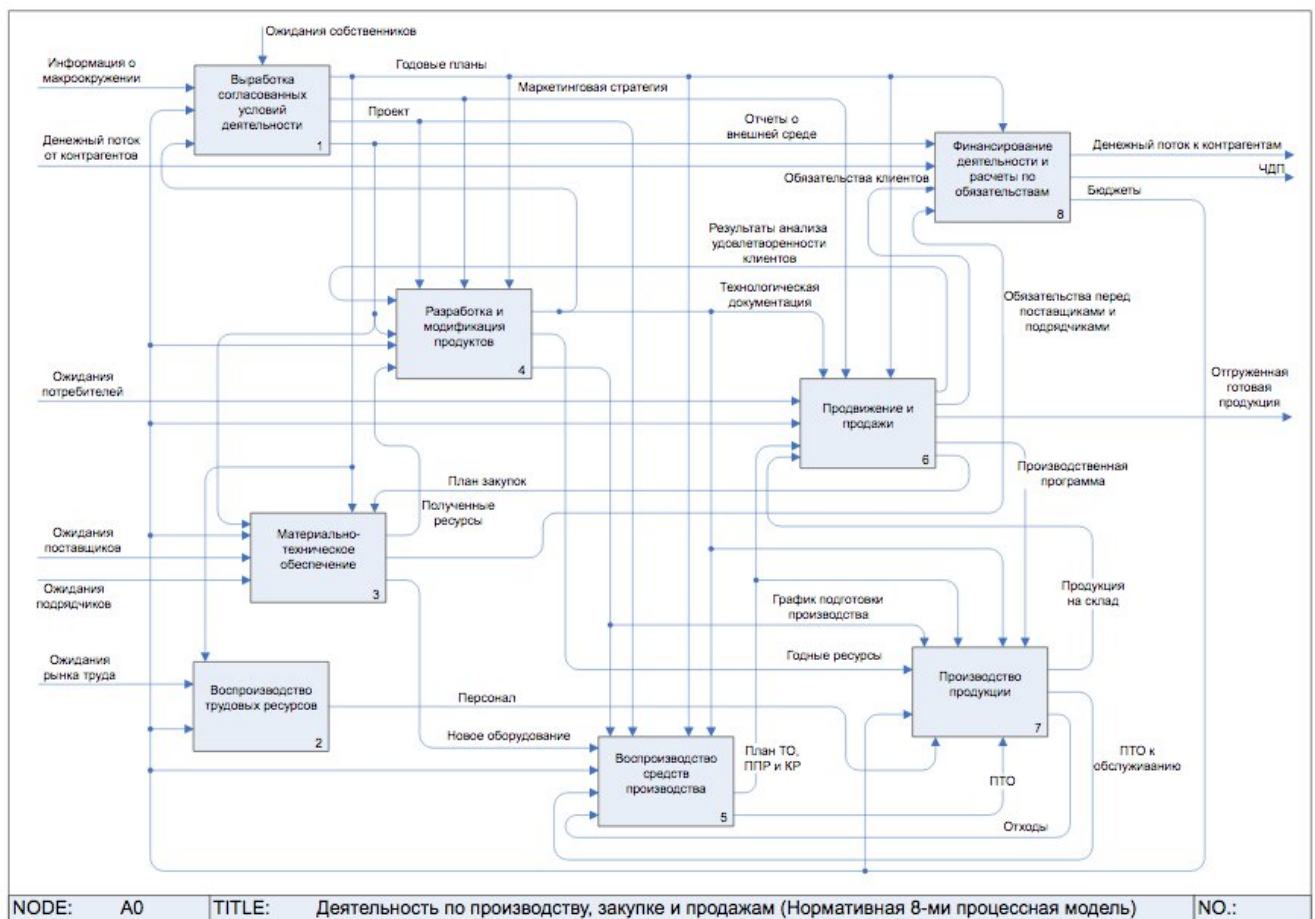 Ожидания собственников
Информация о
макроокружении
Выработка
согласованных
условий
деятельности
1
Годовые планы
Маркетинговая стратегия
Проект
Отчеты о
внешней среде
Денежный поток
от контрагентов
Финансирование
деятельности и
расчеты по
обязательствам
8
Денежный поток к контрагентам
ЧДП
Бюджеты
Обязательства клиентов
Результаты анализа
удовлетворенности
клиентов
Технологическая
документация
Обязательства перед
поставщиками и
подрядчиками
Разработка и
модификация
продуктов
4
Ожидания
потребителей
Продвижение и
продажи
6
Отгруженная
готовая
продукция
План закупок
Полученные
ресурсы
Производственная
программа
Ожидания
поставщиков
Материально-
техническое
обеспечение
3
Ожидания
подрядчиков
График подготовки
производства
Продукция
на склад
Годные ресурсы
Ожидания
рынка труда
Воспроизводство
трудовых ресурсов
2
Персонал
Производство
продукции
7
Новое оборудование
Воспроизводство
средств
производства
5
План ТО,
ППР и КР
ПТО
ПТО к
обслуживанию
Отходы
NODE: A0 TITLE: Деятельность по производству, закупке и продажам (Нормативная 8-ми процессная модель) NO.: